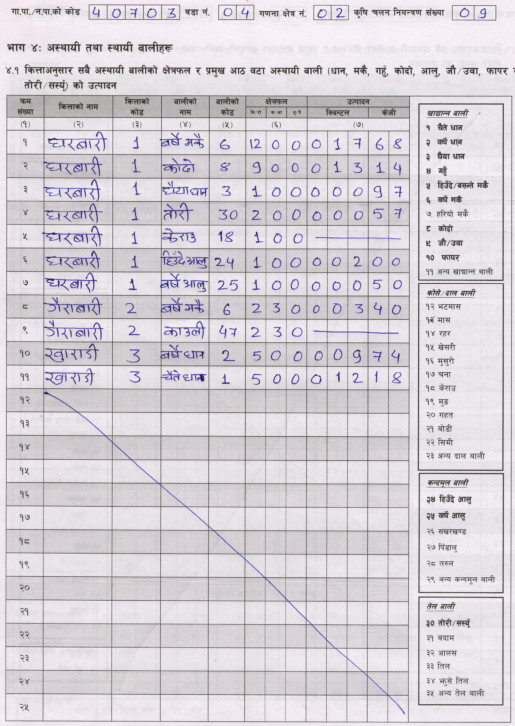 गा.पा./न.पा.को कोड 4 0 7 0 3 वडा नं. 0 4 गणना क्षेत्र नं. 0 2 कृषि चलन नियन्त्रण संख्या 0 9
भाग ४: अस्थायी तथा स्थायी बालीहरू
४.१ कित्ताअनुसार सबै अस्थायी बालीको क्षेत्रफल र प्रमुख आठ वटा अस्थायी बाली (धान, मकै, गहुँ, कोदो, आलु, जौ/उवा, फापर
तोरी/सर्स्यू) को उत्पादन
क्रम संख्या कित्ताको नाम कित्ताको कोड बालीको नाम बालीको कोड क्षेत्रफल उत्पादन
क्विन्टल केजी
(१) (२) (३) (४) (५) (६) (७)
१ घरबारी 1 बर्षे मकै 6 12 0 0 0 1 7 6 8
२ घरबारी 1 कोदो 8 9 0 0 0 1 3 1 4
३ घरबारी 1 घैयाधान 3 1 0 0 0 0 0 9 7
४ घरबारी 1 तोरी 30 2 0 0 0 0 0 5 7
५ घरबारी 1 केराउ 18 1 0 0
६ घरबारी 1 हिउँदे आलु 24 1 0 0 0 0 2 0 0
७ घरबारी 1 बर्षे आलु 25 1 0 0 0 0 0 5 0
८ गैराबारी 2 बर्षे मकै 6 2 3 0 0 0 3 4 0
९ गैराबारी 2 काउली 47 2 3 0
१० खाराडी 3 बर्षे धान 2 5 0 0 0 0 9 7 4
११ खाराडी 3 चैते धान 1 5 0 0 0 1 2 1 8
१२
१३
१४
१५
१६
१७
१८
१९
२०
२१
२२
२३
२४
२५
खाद्यान्न बाली
१ चैते धान
२ वर्षे धान
३ घैया धान
४ गहुँ
५ हिउँदे/बसन्ते मकै
६ वर्षे मकै
७ हरियो मकै
८ कोदो
९ जौ/उवा
१० फापर
११ अन्य खाद्यान्न बाली
कोसे/दाल बाली
१२ भटमास
१३ मास
१४ रहर
१५ खेसरी
१६ मुसुरो
१७ चना
१८ केराउ
१९ मुङ
२० गहत
२१ बोडी
२२ सिमी
२३ अन्य दाल बाली
कन्दमूल बाली
२४ हिउँदे आलु
२५ वर्षे आलु
२६ सखरखण्ड
२७ पिँडालु
२८ तरुल
२९ अन्य कन्दमूल बाली
तेल बाली
३० तोरी/सर्स्यू
३१ बदाम
३२ आलस
३३ तिल
३४ झुसे तिल
३५ अन्य तेल बाली